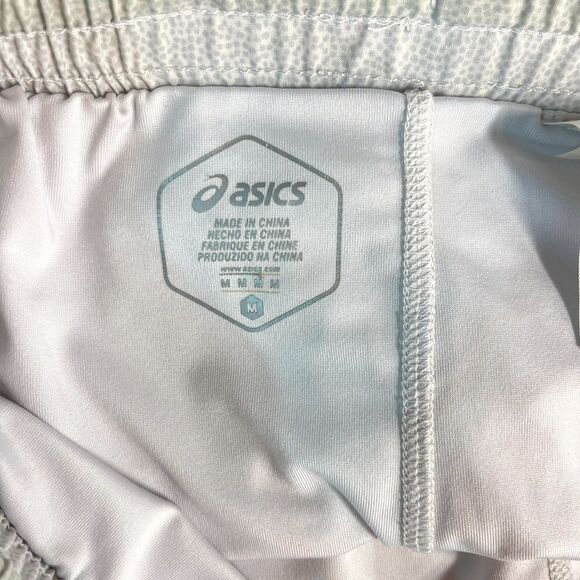 asics
MADE IN CHINA
HECHO EN CHINA
FABRIQUE EN CHINE
PRODUZIDO NA CHINA
www.asics.com
M M M M
M